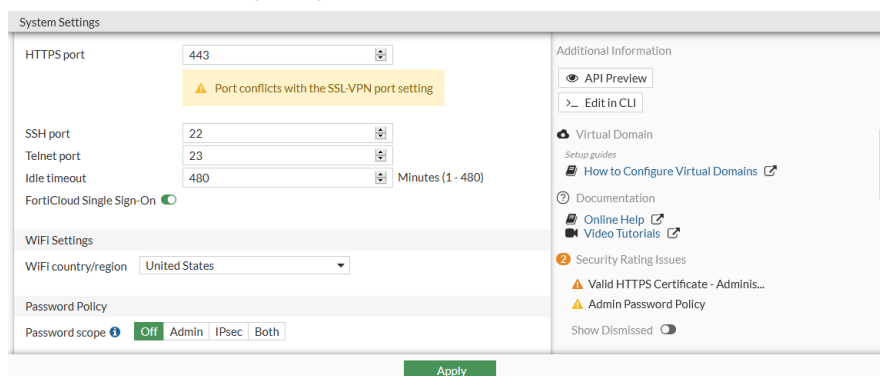 System Settings
HTTPS port 443
Port conflicts with the SSL-VPN port setting
SSH port 22
Telnet port 23
Idle timeout 480 Minutes (1 - 480)
FortiCloud Single Sign-On
WiFi Settings
WiFi country/region United States
Password Policy
Password scope Off Admin IPsec Both
Additional Information
API Preview
>_ Edit in CLI
Virtual Domain
Setup guides
How to Configure Virtual Domains
Documentation
Online Help
Video Tutorials
2 Security Rating Issues
Valid HTTPS Certificate - Adminis...
Admin Password Policy
Show Dismissed
Apply